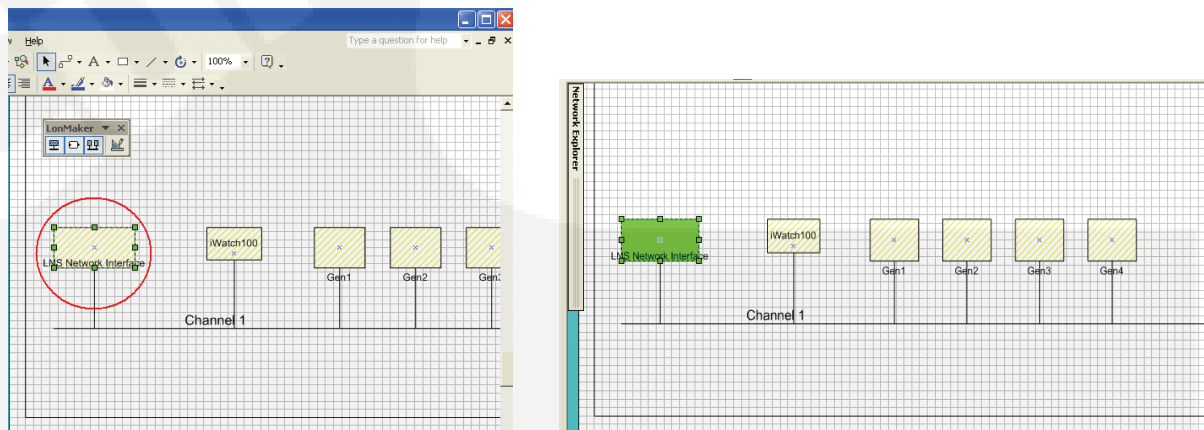 Help
Type a question for help
A
100%
A
LonMaker
LNS Network Interface
iWatch100
Gen1
Gen2
Channel 1
Network Explorer
LNS Network Interface
iWatch100
Gen1
Gen2
Gen3
Gen4
Channel 1